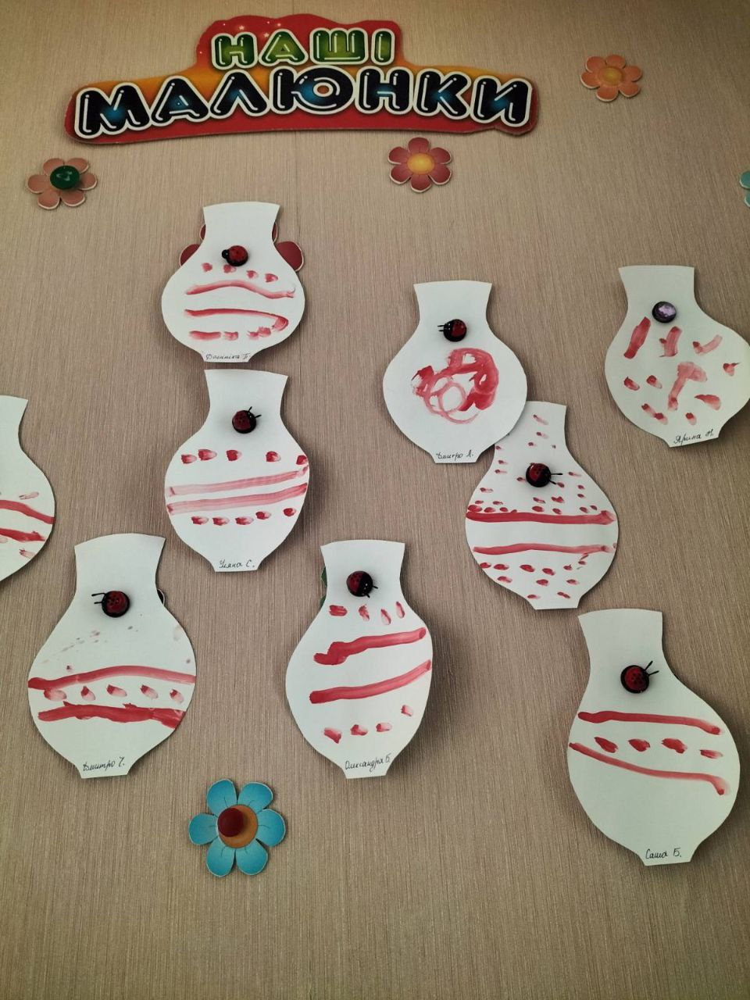 НАШІ
МАЛЮНКИ
Домініка Б.
Дмитро Л.
Ярина Н.
Уляна С.
Дмитро Ч.
Олександра Б.
Саша Б.